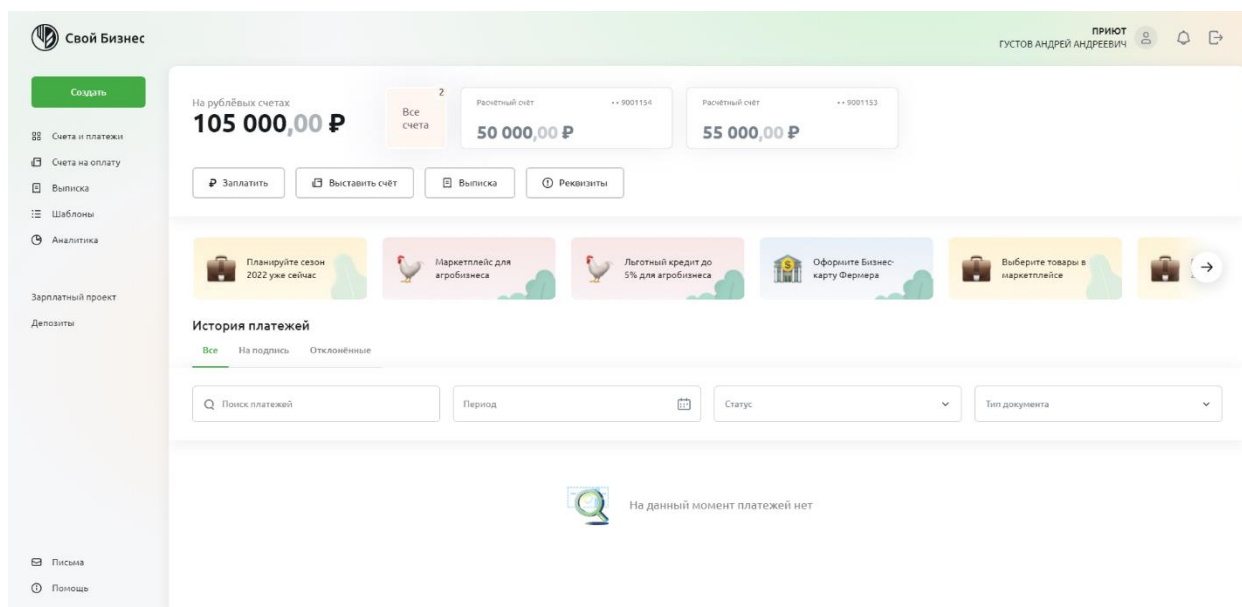 Свой Бизнес
ПРИЮТ
ГУСТОВ АНДРЕЙ АНДРЕЕВИЧ
Создать
Счета и платежи
Счета на оплату
Выписка
Шаблоны
Аналитика
Зарплатный проект
Депозиты
Письма
Помощь
На рублёвых счетах
105 000,00 ₽
2
Все
счета
Расчётный счёт •• 9001154
50 000,00 ₽
Расчётный счёт •• 9001153
55 000,00 ₽
₽ Заплатить
Выставить счёт
Выписка
Реквизиты
Планируйте сезон
2022 уже сейчас
Маркетплейс для
агробизнеса
Льготный кредит до
5% для агробизнеса
Оформите Бизнес-
карту Фермера
Выберите товары в
маркетплейсе
История платежей
Все На подпись Отклонённые
Поиск платежей
Период
Статус
Тип документа
На данный момент платежей нет